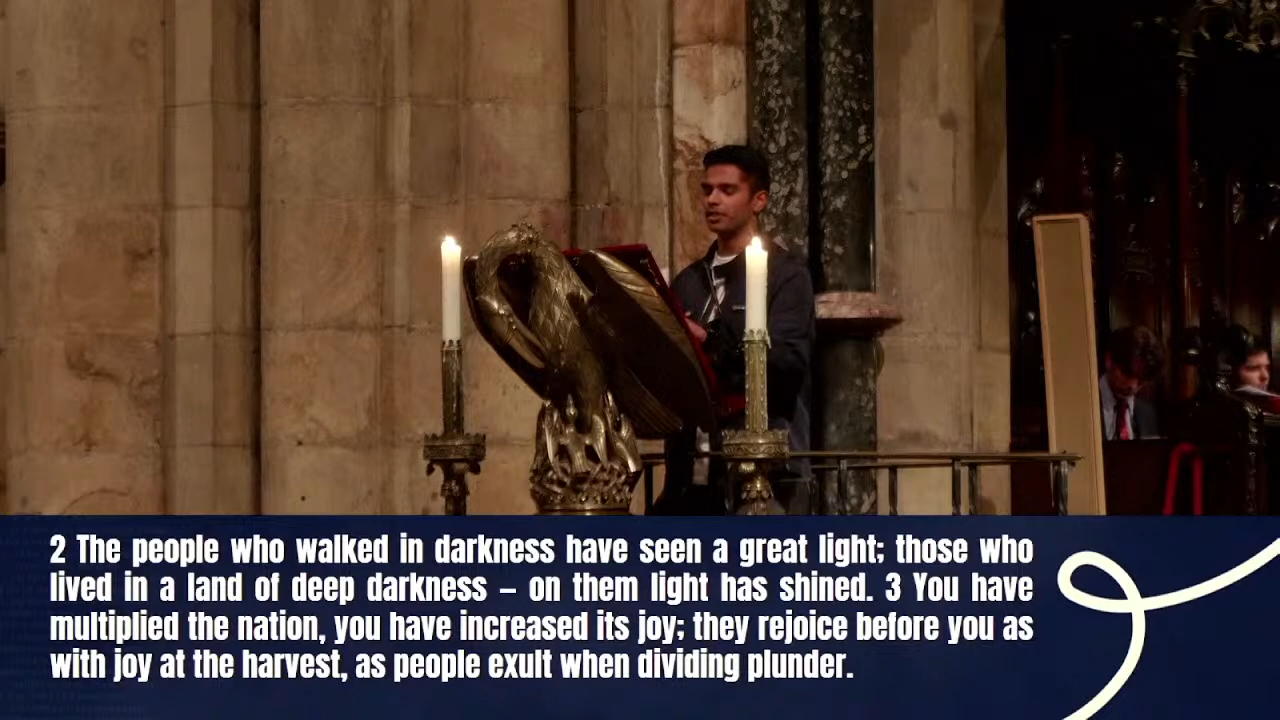 2 The people who walked in darkness have seen a great light; those who
lived in a land of deep darkness – on them light has shined. 3 You have
multiplied the nation, you have increased its joy; they rejoice before you as
with joy at the harvest, as people exult when dividing plunder.